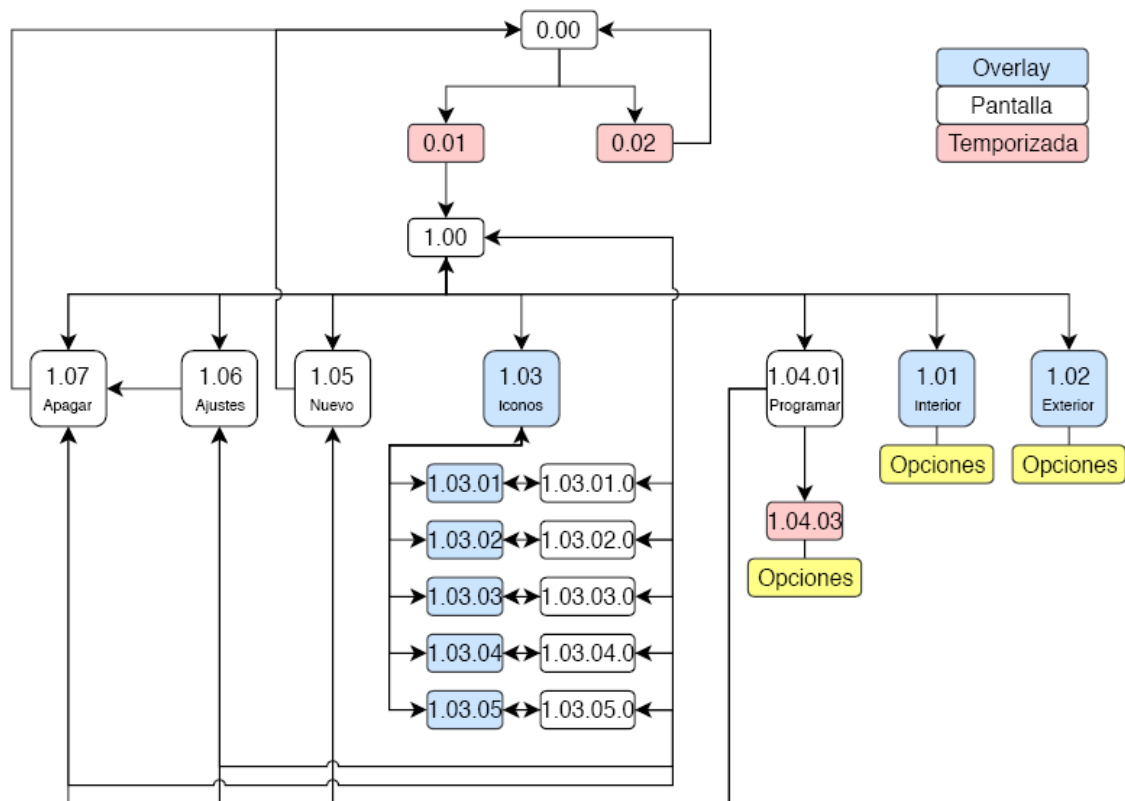 0.00
Overlay
Pantalla
Temporizada
0.01
0.02
1.00
1.07
Apagar
1.06
Ajustes
1.05
Nuevo
1.03
Iconos
1.04.01
Programar
1.01
Interior
1.02
Exterior
Opciones
Opciones
1.03.01
1.03.01.0
1.03.02
1.03.02.0
1.04.03
Opciones
1.03.03
1.03.03.0
1.03.04
1.03.04.0
1.03.05
1.03.05.0